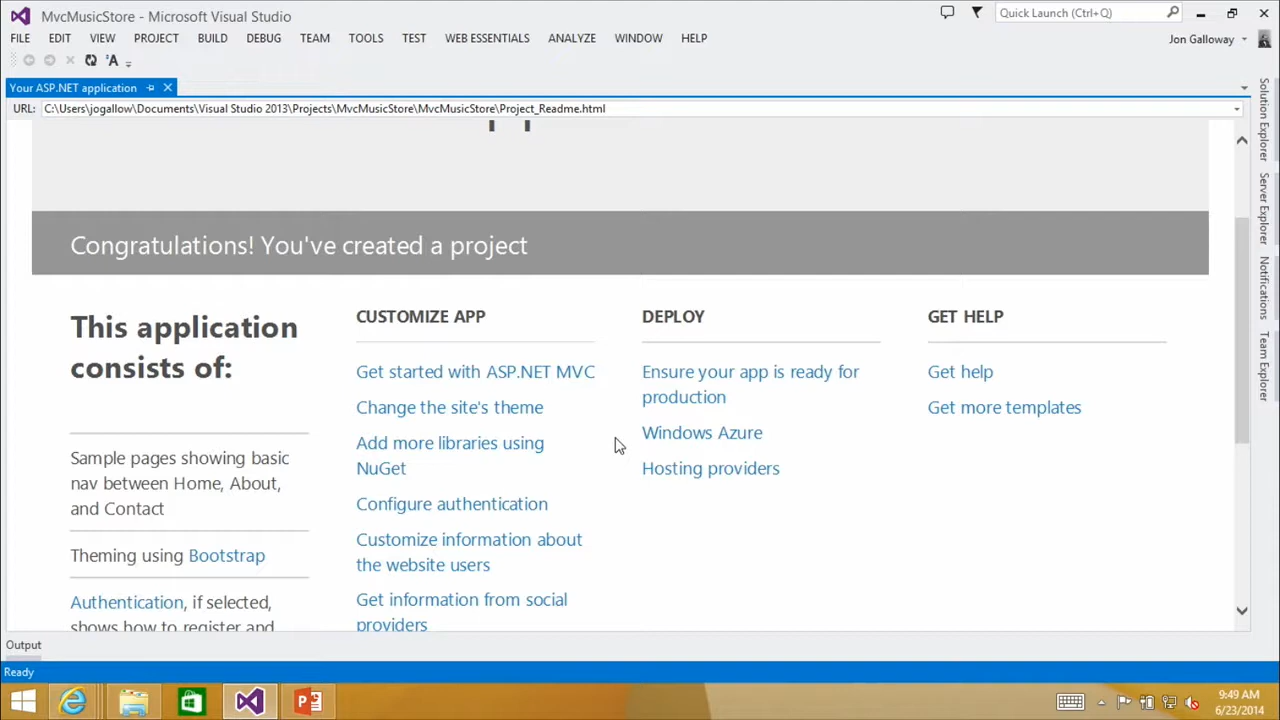 MvcMusicStore - Microsoft Visual Studio
Quick Launch (Ctrl+Q)
FILE EDIT VIEW PROJECT BUILD DEBUG TEAM TOOLS TEST WEB ESSENTIALS ANALYZE WINDOW HELP
Jon Galloway
Your ASP.NET application
URL: C:\Users\jogallow\Documents\Visual Studio 2013\Projects\MvcMusicStore\MvcMusicStore\Project_Readme.html
Congratulations! You've created a project
This application
consists of:
Sample pages showing basic
nav between Home, About,
and Contact
Theming using Bootstrap
Authentication, if selected,
shows how to register and
CUSTOMIZE APP
Get started with ASP.NET MVC
Change the site's theme
Add more libraries using
NuGet
Configure authentication
Customize information about
the website users
Get information from social
providers
DEPLOY
Ensure your app is ready for
production
Windows Azure
Hosting providers
GET HELP
Get help
Get more templates
Solution Explorer
Server Explorer
Notifications
Team Explorer
Output
Ready
9:49 AM
6/23/2014